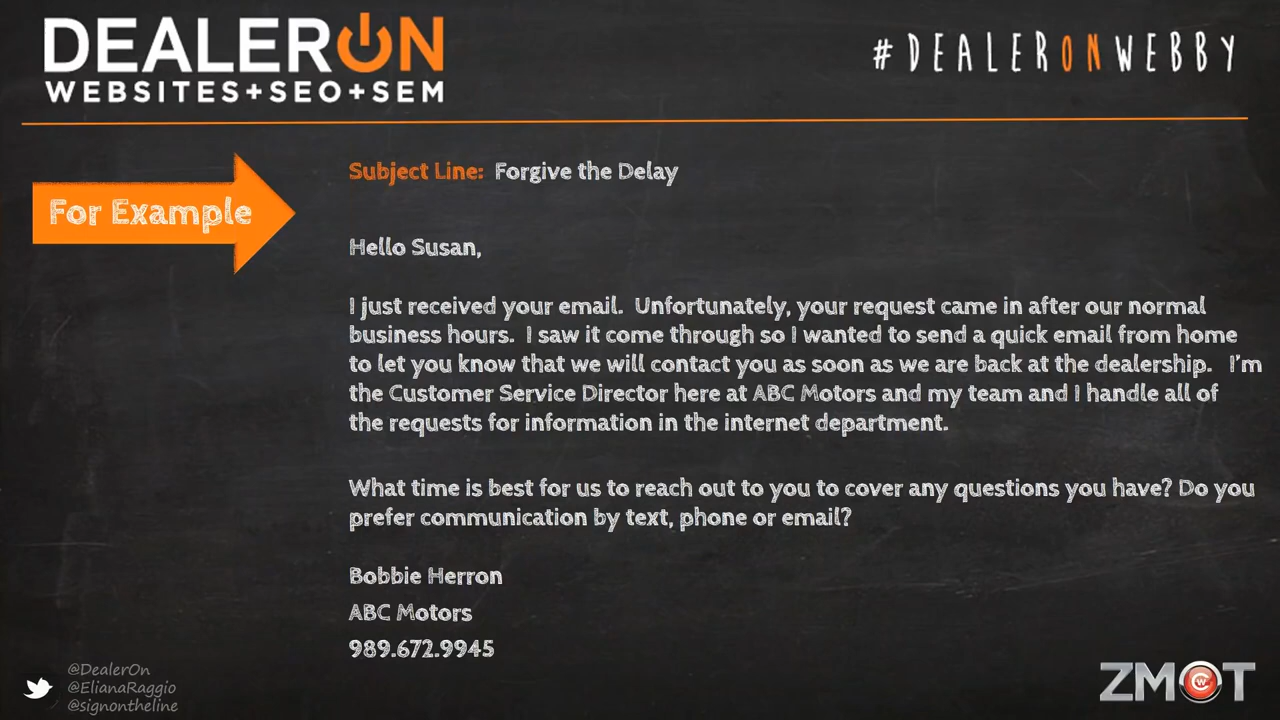 DEALERON
WEBSITES+SEO+SEM
#DEALERONWEBBY
For Example
Subject Line: Forgive the Delay
Hello Susan,
I just received your email. Unfortunately, your request came in after our normal
business hours. I saw it come through so I wanted to send a quick email from home
to let you know that we will contact you as soon as we are back at the dealership. I'm
the Customer Service Director here at ABC Motors and my team and I handle all of
the requests for information in the internet department.
What time is best for us to reach out to you to cover any questions you have? Do you
prefer communication by text, phone or email?
Bobbie Herron
ABC Motors
989.672.9945
@DealerOn
@ElianaRaggio
@signontheline
ZMOT